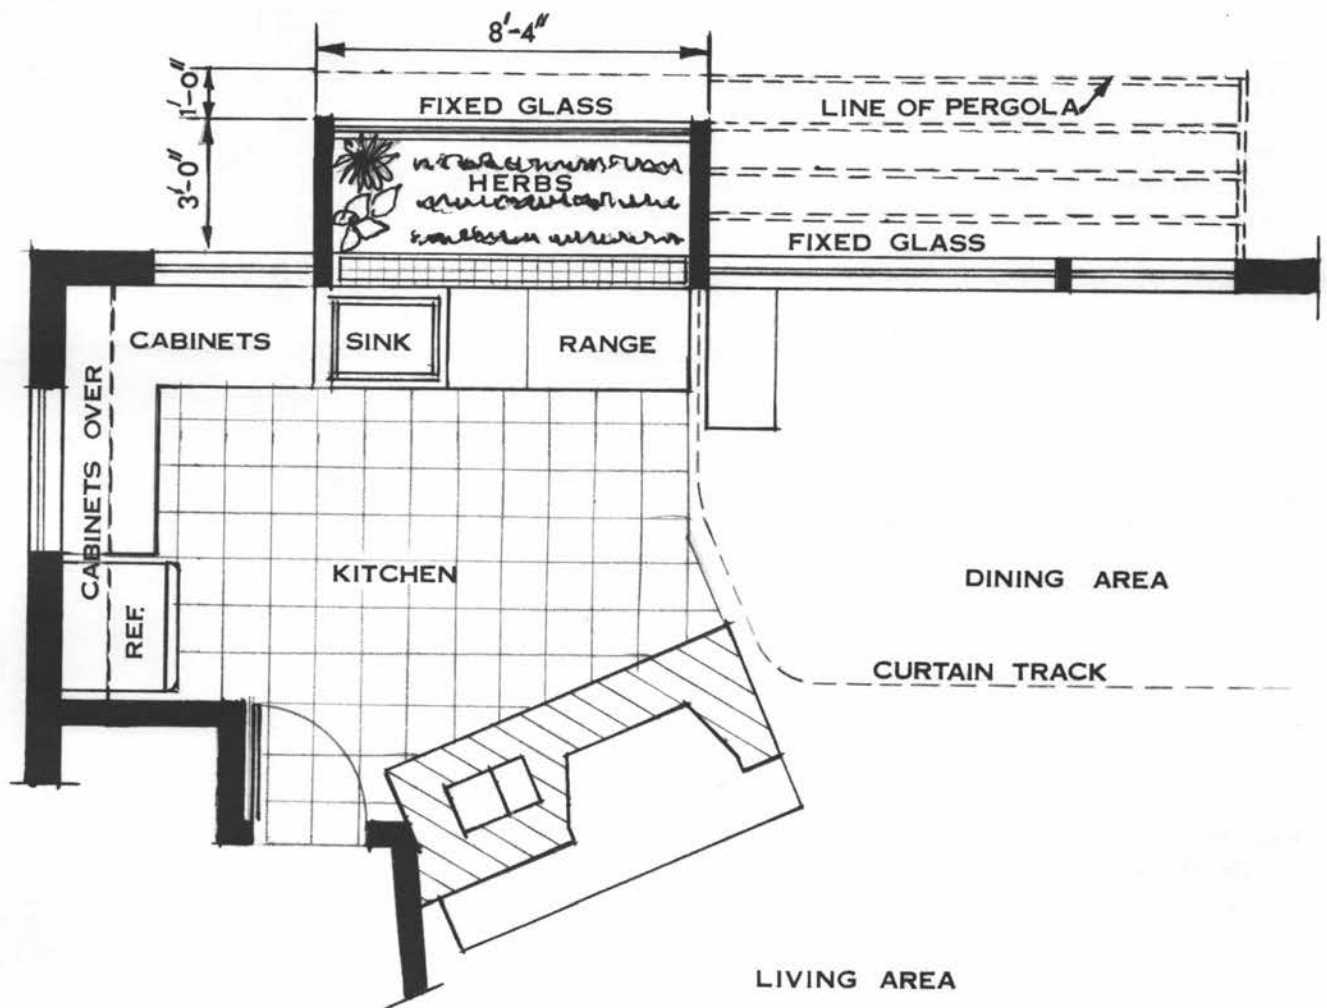 8'-4"
1'-0"
FIXED GLASS
LINE OF PERGOLA
3'-0"
HERBS
FIXED GLASS
CABINETS
SINK
RANGE
CABINETS OVER
KITCHEN
DINING AREA
REF.
CURTAIN TRACK
LIVING AREA